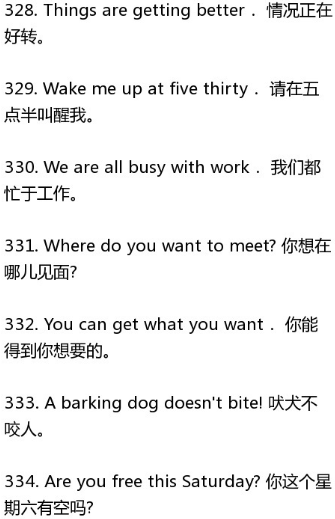 328. Things are getting better． 情况正在
好转。
329. Wake me up at five thirty． 请在五
点半叫醒我。
330. We are all busy with work． 我们都
忙于工作。
331. Where do you want to meet? 你想在
哪儿见面?
332. You can get what you want． 你能
得到你想要的。
333. A barking dog doesn't bite! 吠犬不
咬人。
334. Are you free this Saturday? 你这个星
期六有空吗?